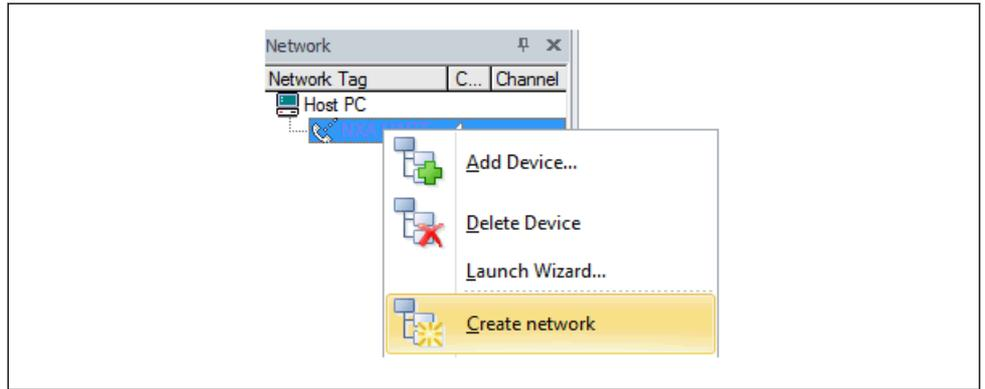 Network
Network Tag C... Channel
Host PC
Add Device...
Delete Device
Launch Wizard...
Create network